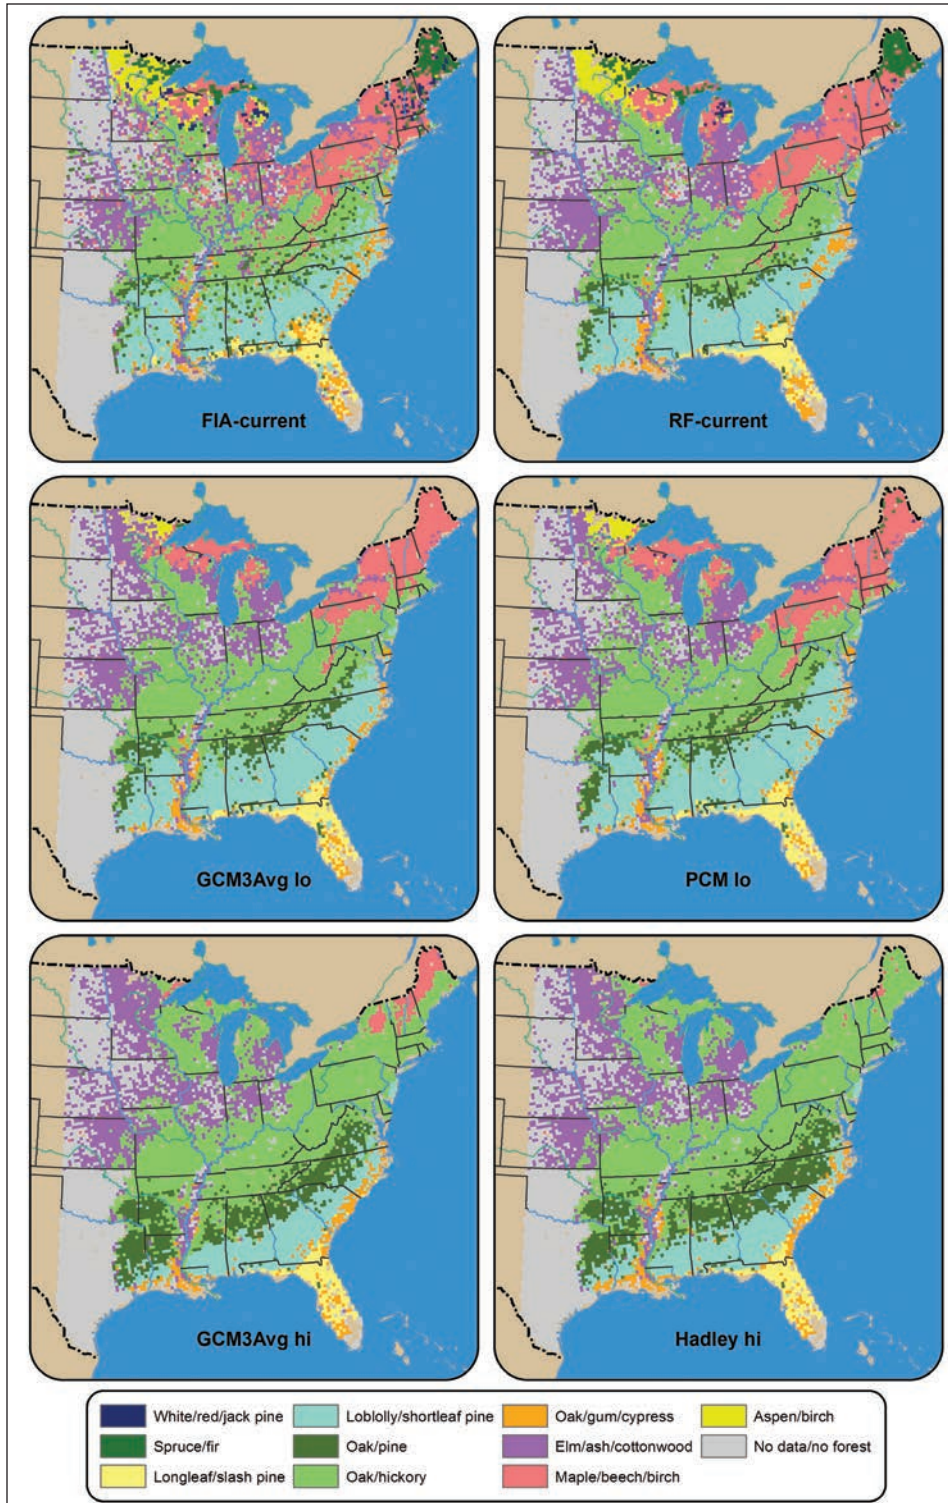 FIA-current
RF-current
GCM3Avg lo
PCM lo
GCM3Avg hi
Hadley hi
White/red/jack pine
Loblolly/shortleaf pine
Oak/gum/cypress
Aspen/birch
Spruce/fir
Oak/pine
Elm/ash/cottonwood
No data/no forest
Longleaf/slash pine
Oak/hickory
Maple/beech/birch